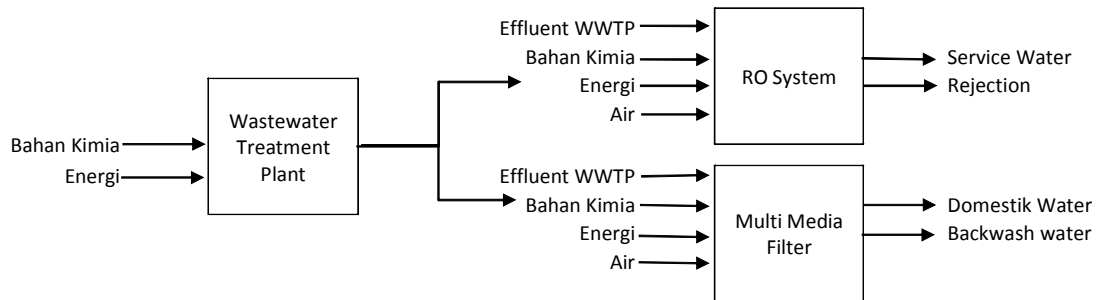 Bahan Kimia
Energi
Wastewater
Treatment
Plant
Effluent WWTP
Bahan Kimia
Energi
Air
RO System
Service Water
Rejection
Effluent WWTP
Bahan Kimia
Energi
Air
Multi Media
Filter
Domestik Water
Backwash water